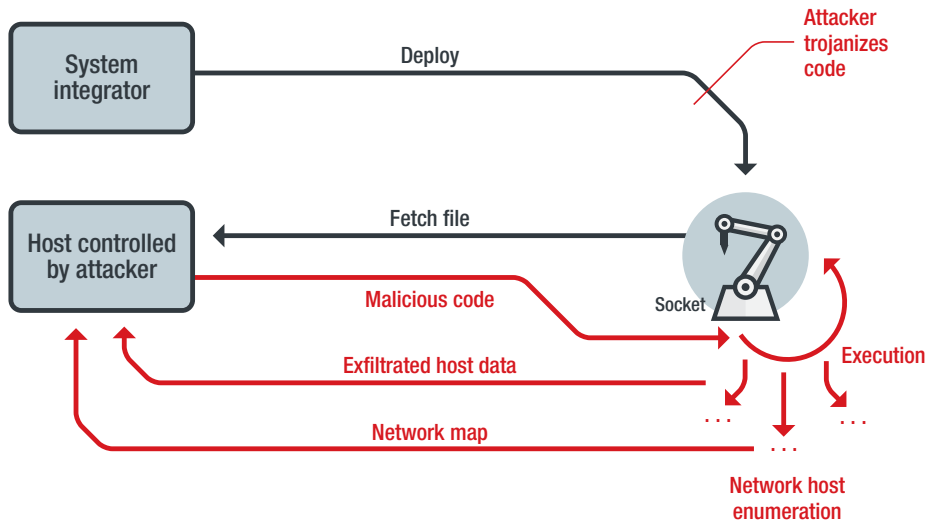 System
integrator
Deploy
Attacker
trojanizes
code
Host controlled
by attacker
Fetch file
Malicious code
Socket
Execution
Exfiltrated host data
. . .
. . .
Network map
. . .
Network host
enumeration